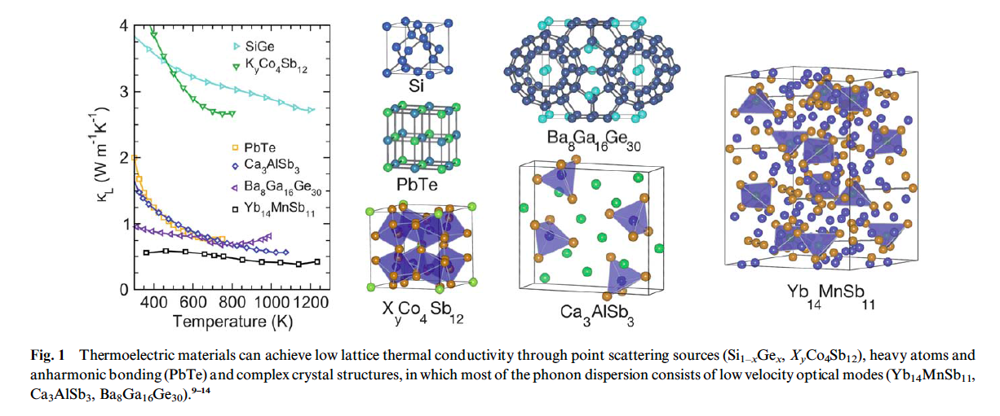 4
3
2
1
0
κL (W m-1K-1)
400 600 800 1000 1200
Temperature (K)
SiGe
KyCo4Sb12
PbTe
Ca3AlSb3
Ba8Ga16Ge30
Yb14MnSb11
Si
PbTe
XyCo4Sb12
Ba8Ga16Ge30
Ca3AlSb3
Yb14MnSb11
Fig. 1 Thermoelectric materials can achieve low lattice thermal conductivity through point scattering sources (Si1−xGex, XyCo4Sb12), heavy atoms and
anharmonic bonding (PbTe) and complex crystal structures, in which most of the phonon dispersion consists of low velocity optical modes (Yb14MnSb11,
Ca3AlSb3, Ba8Ga16Ge30).9–14